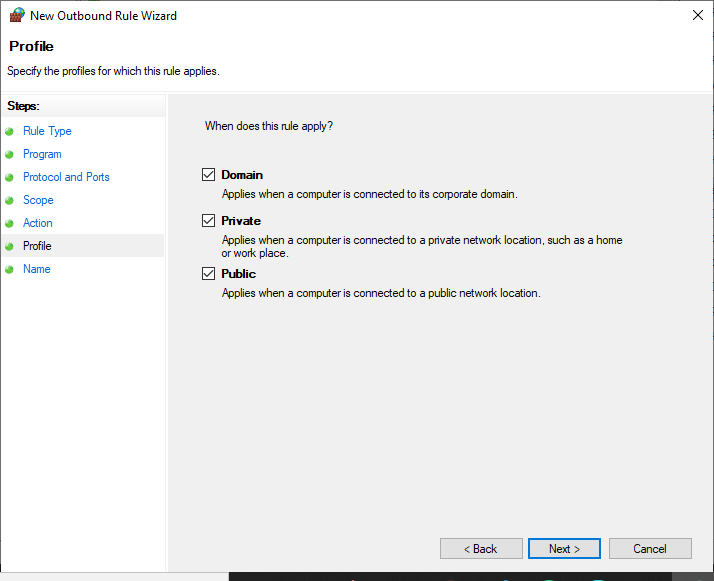 New Outbound Rule Wizard
Profile
Specify the profiles for which this rule applies.
Steps:
Rule Type
Program
Protocol and Ports
Scope
Action
Profile
Name
When does this rule apply?
Domain
Applies when a computer is connected to its corporate domain.
Private
Applies when a computer is connected to a private network location, such as a home
or work place.
Public
Applies when a computer is connected to a public network location.
< Back
Next >
Cancel